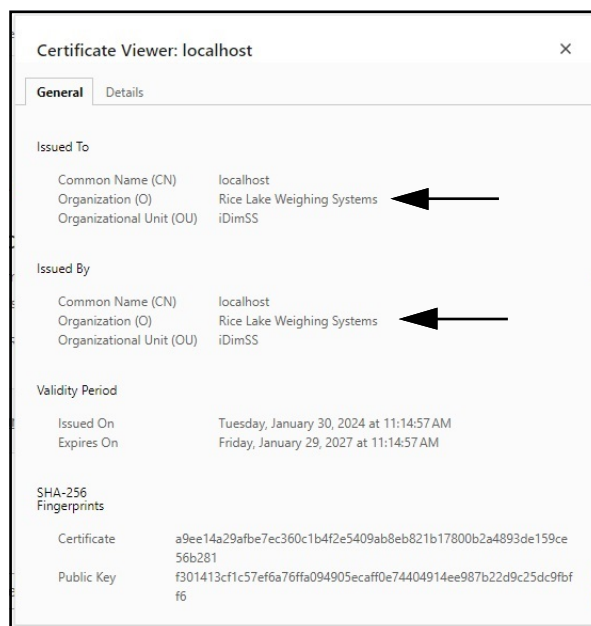 Certificate Viewer: localhost
General Details
Issued To
Common Name (CN) localhost
Organization (O) Rice Lake Weighing Systems
Organizational Unit (OU) iDimSS
Issued By
Common Name (CN) localhost
Organization (O) Rice Lake Weighing Systems
Organizational Unit (OU) iDimSS
Validity Period
Issued On Tuesday, January 30, 2024 at 11:14:57 AM
Expires On Friday, January 29, 2027 at 11:14:57 AM
SHA-256
Fingerprints
Certificate a9ee14a29afbe7ec360c1b4f2e5409ab8eb821b17800b2a4893de159ce
56b281
Public Key f301413cf1c57ef6a76ffa094905ecaff0e74404914ee987b22d9c25dc9fbf
f6